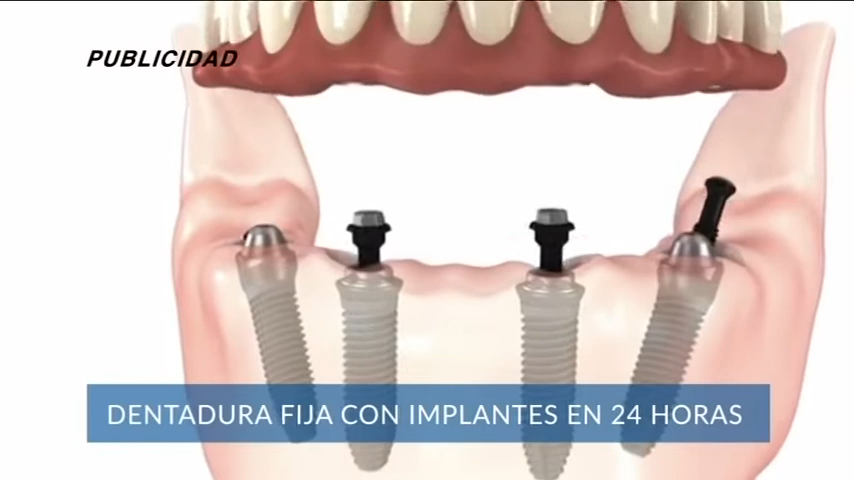 PUBLICIDAD
DENTADURA FIJA CON IMPLANTES EN 24 HORAS